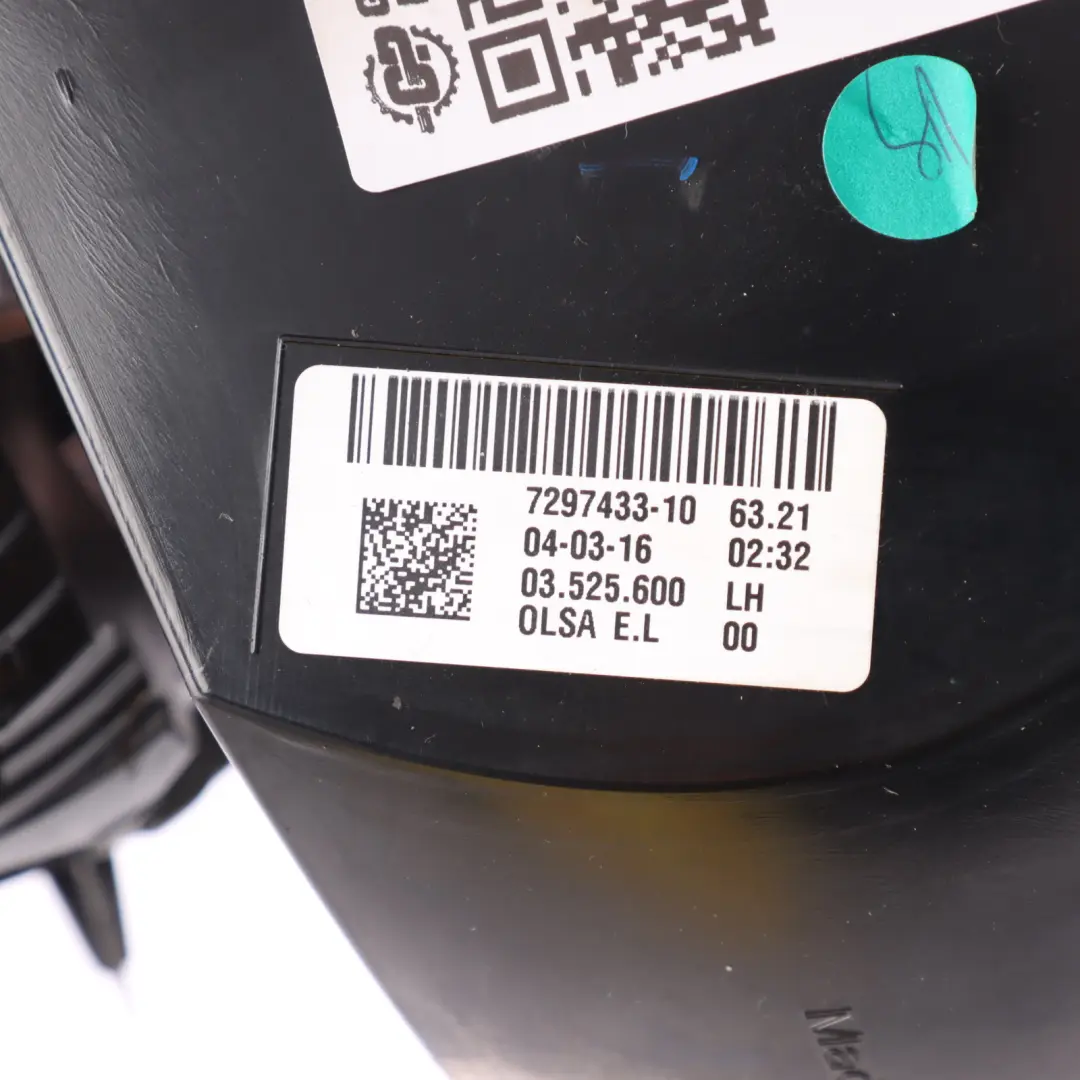 7297433-10 63.21
04-03-16 02:32
03.525.600 LH
OLSA E.L 00